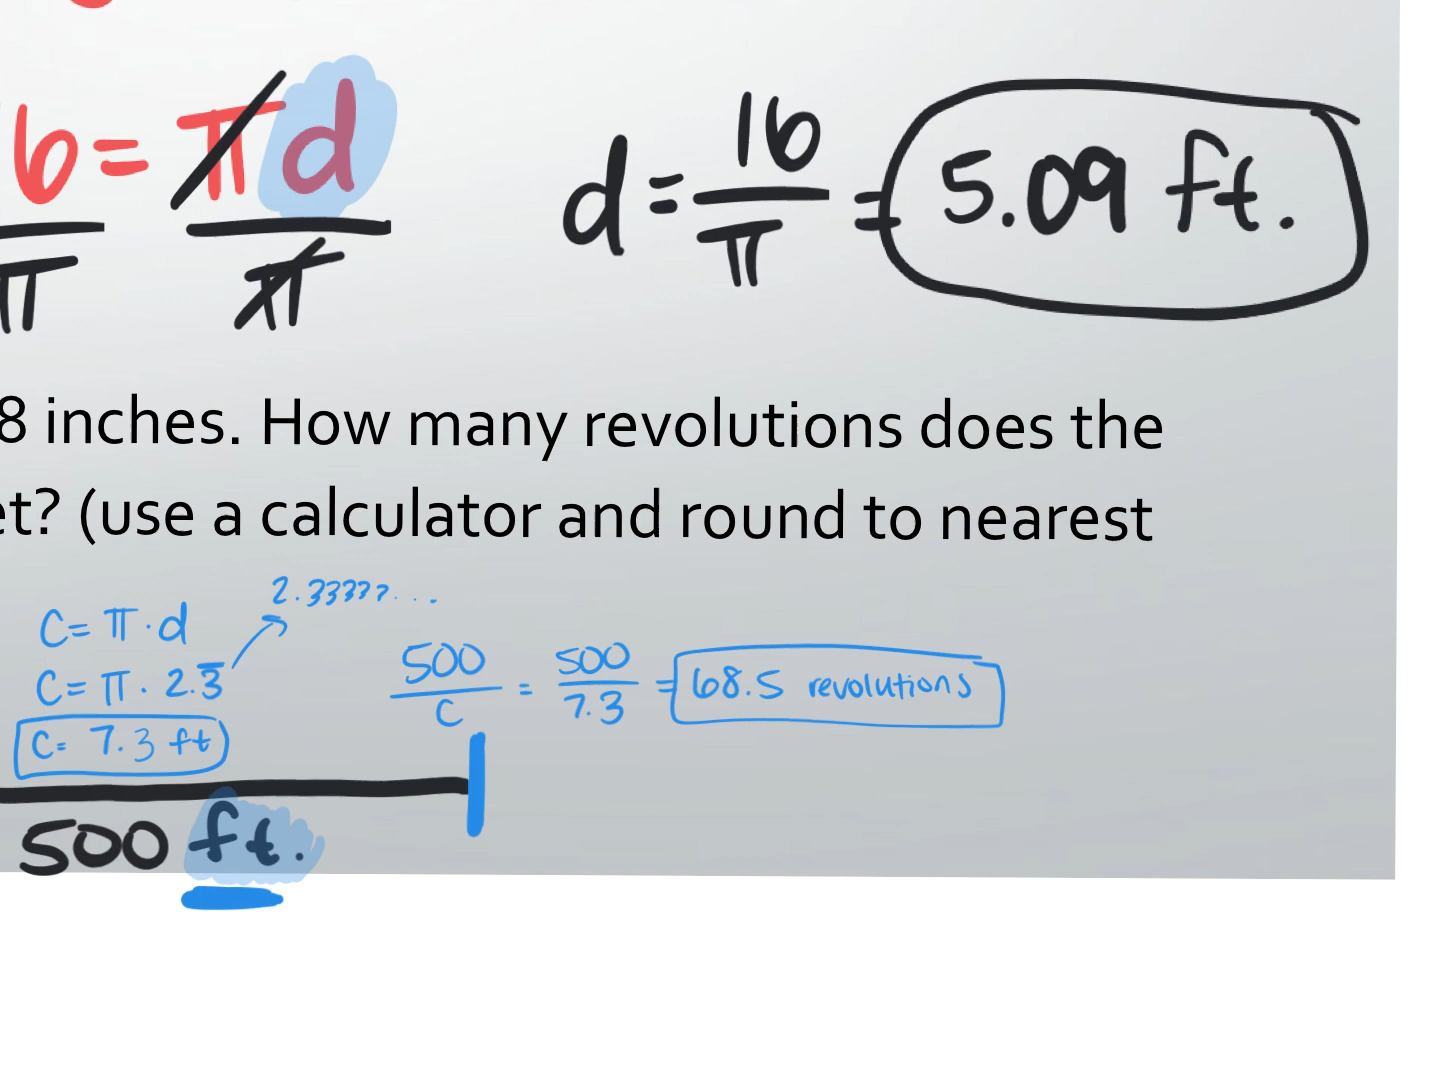 6 = πd
π π
d = 16/π = 5.09 ft.
8 inches. How many revolutions does the
et? (use a calculator and round to nearest
2.33333...
C = π · d
C = π · 2.3̅
C = 7.3 ft
500/C = 500/7.3 = 68.5 revolutions
500 ft.